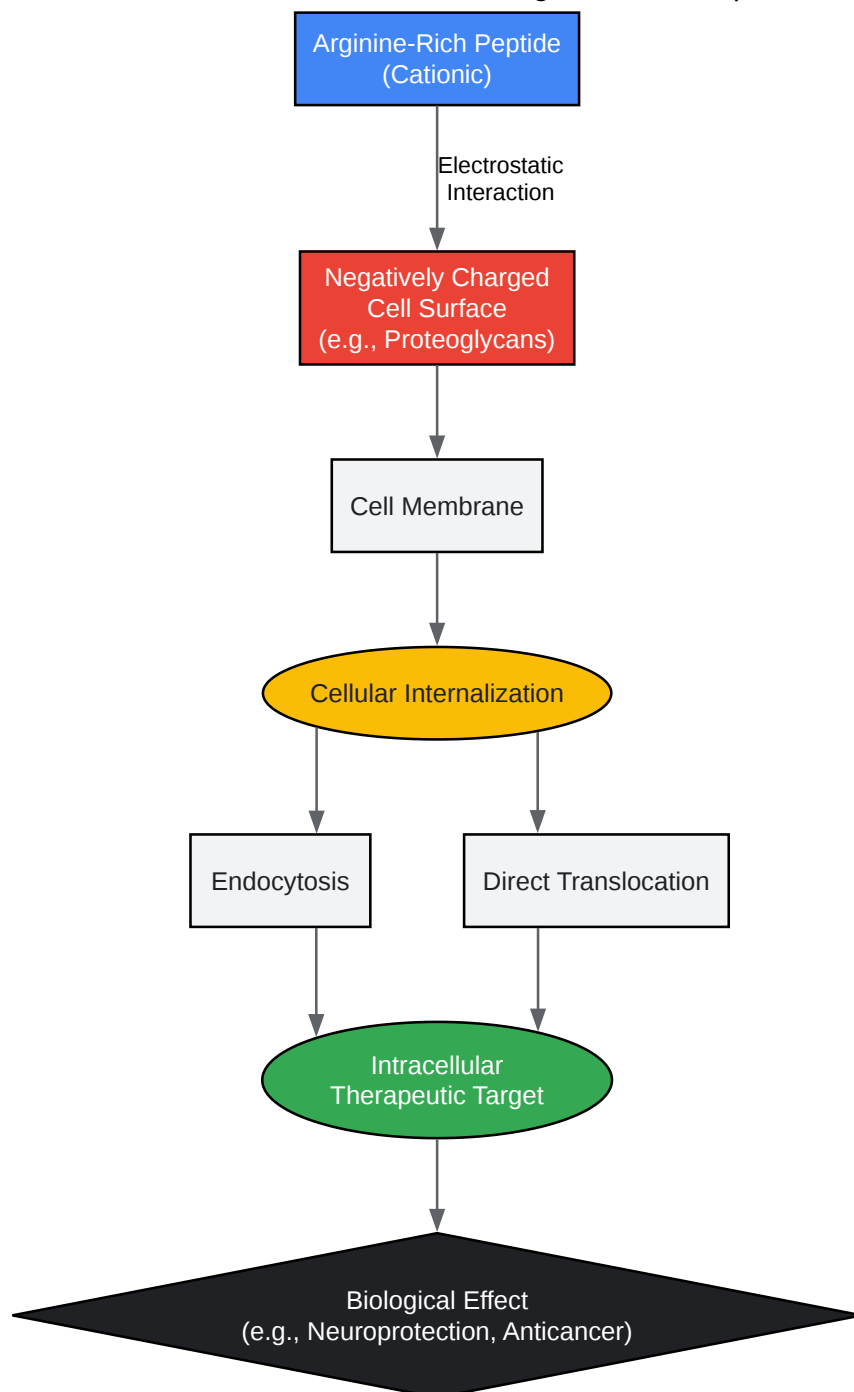 Arginine-Rich Peptide
(Cationic)
Electrostatic
Interaction
Negatively Charged
Cell Surface
(e.g., Proteoglycans)
Cell Membrane
Cellular Internalization
Endocytosis
Direct Translocation
Intracellular
Therapeutic Target
Biological Effect
(e.g., Neuroprotection, Anticancer)